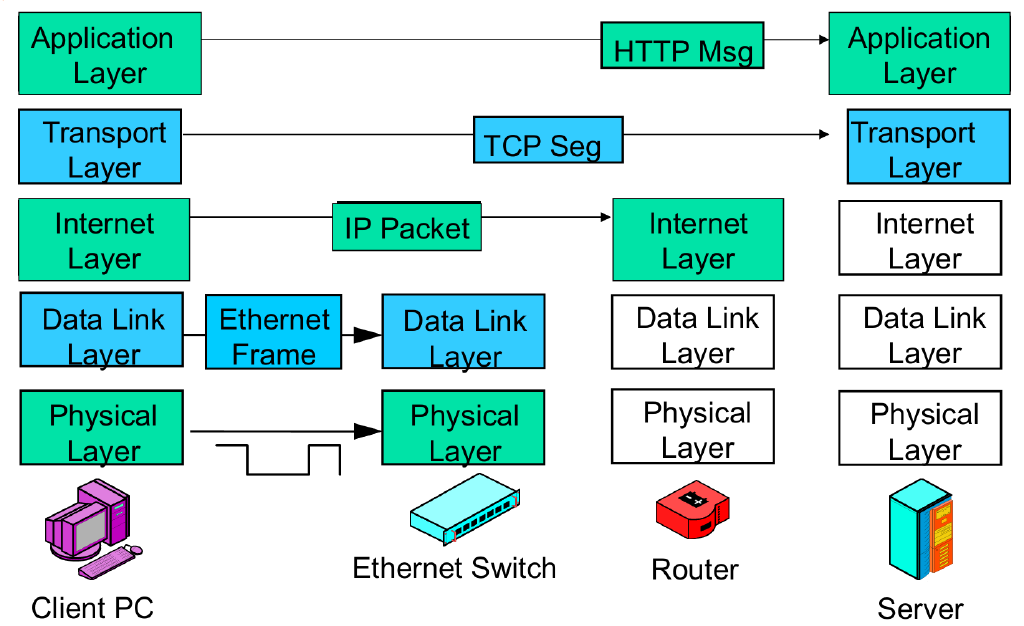 Application
Layer
HTTP Msg
Application
Layer
Transport
Layer
TCP Seg
Transport
Layer
Internet
Layer
IP Packet
Internet
Layer
Internet
Layer
Data Link
Layer
Ethernet
Frame
Data Link
Layer
Data Link
Layer
Data Link
Layer
Physical
Layer
Physical
Layer
Physical
Layer
Physical
Layer
Client PC
Ethernet Switch
Router
Server